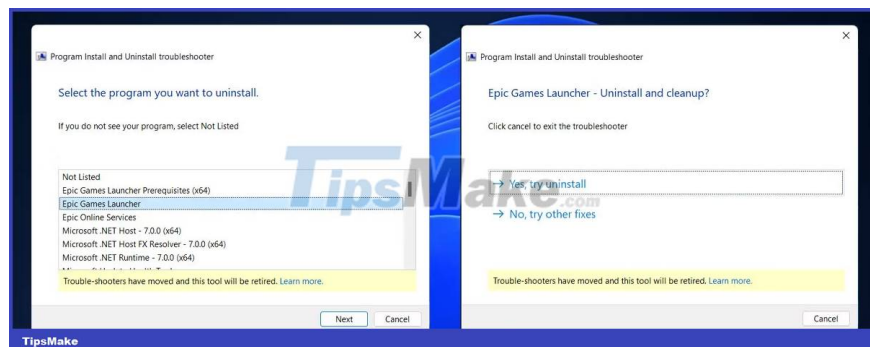 Program Install and Uninstall troubleshooter
Select the program you want to uninstall.
If you do not see your program, select Not Listed
Not Listed
Epic Games Launcher Prerequisites (x64)
Epic Games Launcher
Epic Online Services
Microsoft .NET Host - 7.0.0 (x64)
Microsoft .NET Host FX Resolver - 7.0.0 (x64)
Microsoft .NET Runtime - 7.0.0 (x64)
Trouble-shooters have moved and this tool will be retired. Learn more.
Next Cancel
Program Install and Uninstall troubleshooter
Epic Games Launcher - Uninstall and cleanup?
Click cancel to exit the troubleshooter
→ Yes, try uninstall
→ No, try other fixes
Trouble-shooters have moved and this tool will be retired. Learn more.
Cancel
TipsMake.com
TipsMake